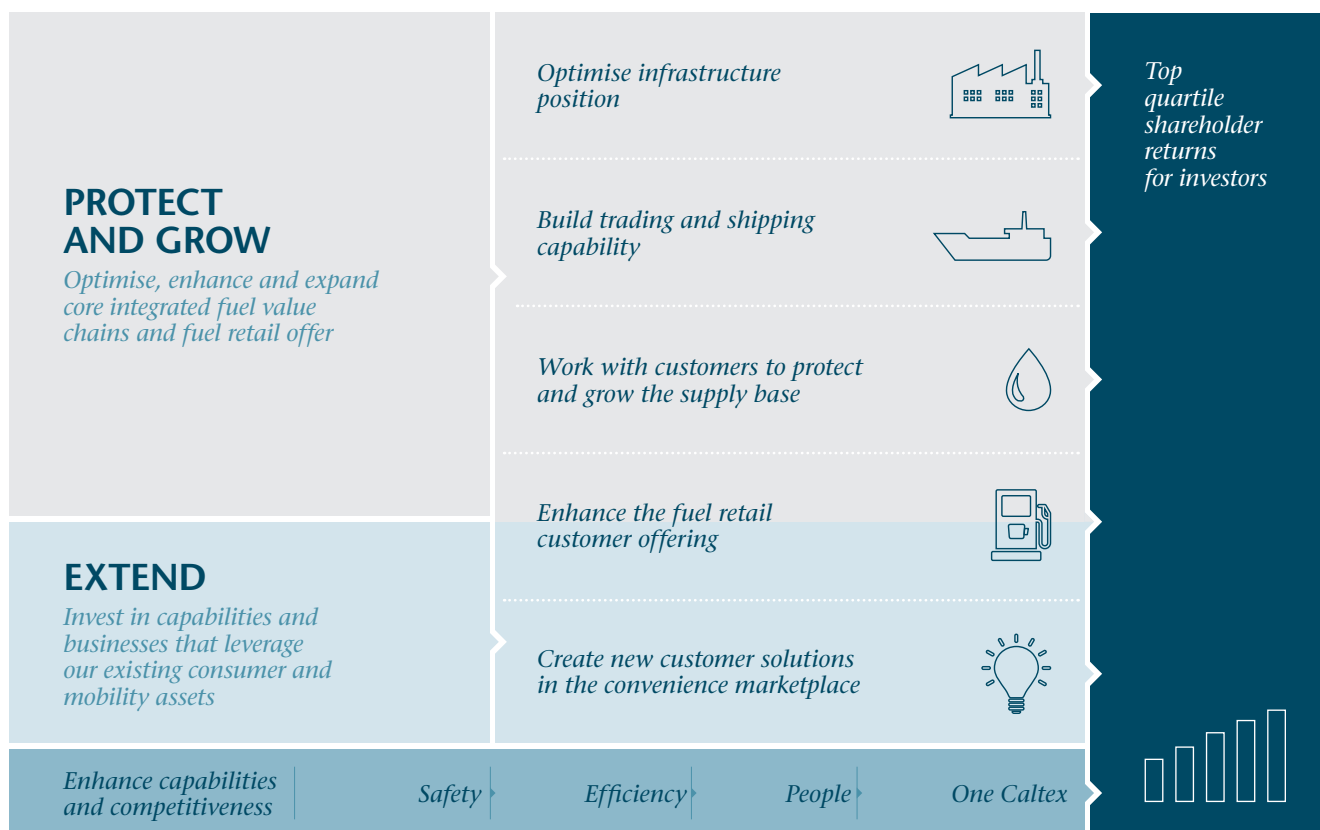 PROTECT
AND GROW
Optimise, enhance and expand
core integrated fuel value
chains and fuel retail offer
EXTEND
Invest in capabilities and
businesses that leverage
our existing consumer and
mobility assets
Optimise infrastructure
position
Build trading and shipping
capability
Work with customers to protect
and grow the supply base
Enhance the fuel retail
customer offering
Create new customer solutions
in the convenience marketplace
Top
quartile
shareholder
returns
for investors
Enhance capabilities
and competitiveness
Safety
Efficiency
People
One Caltex